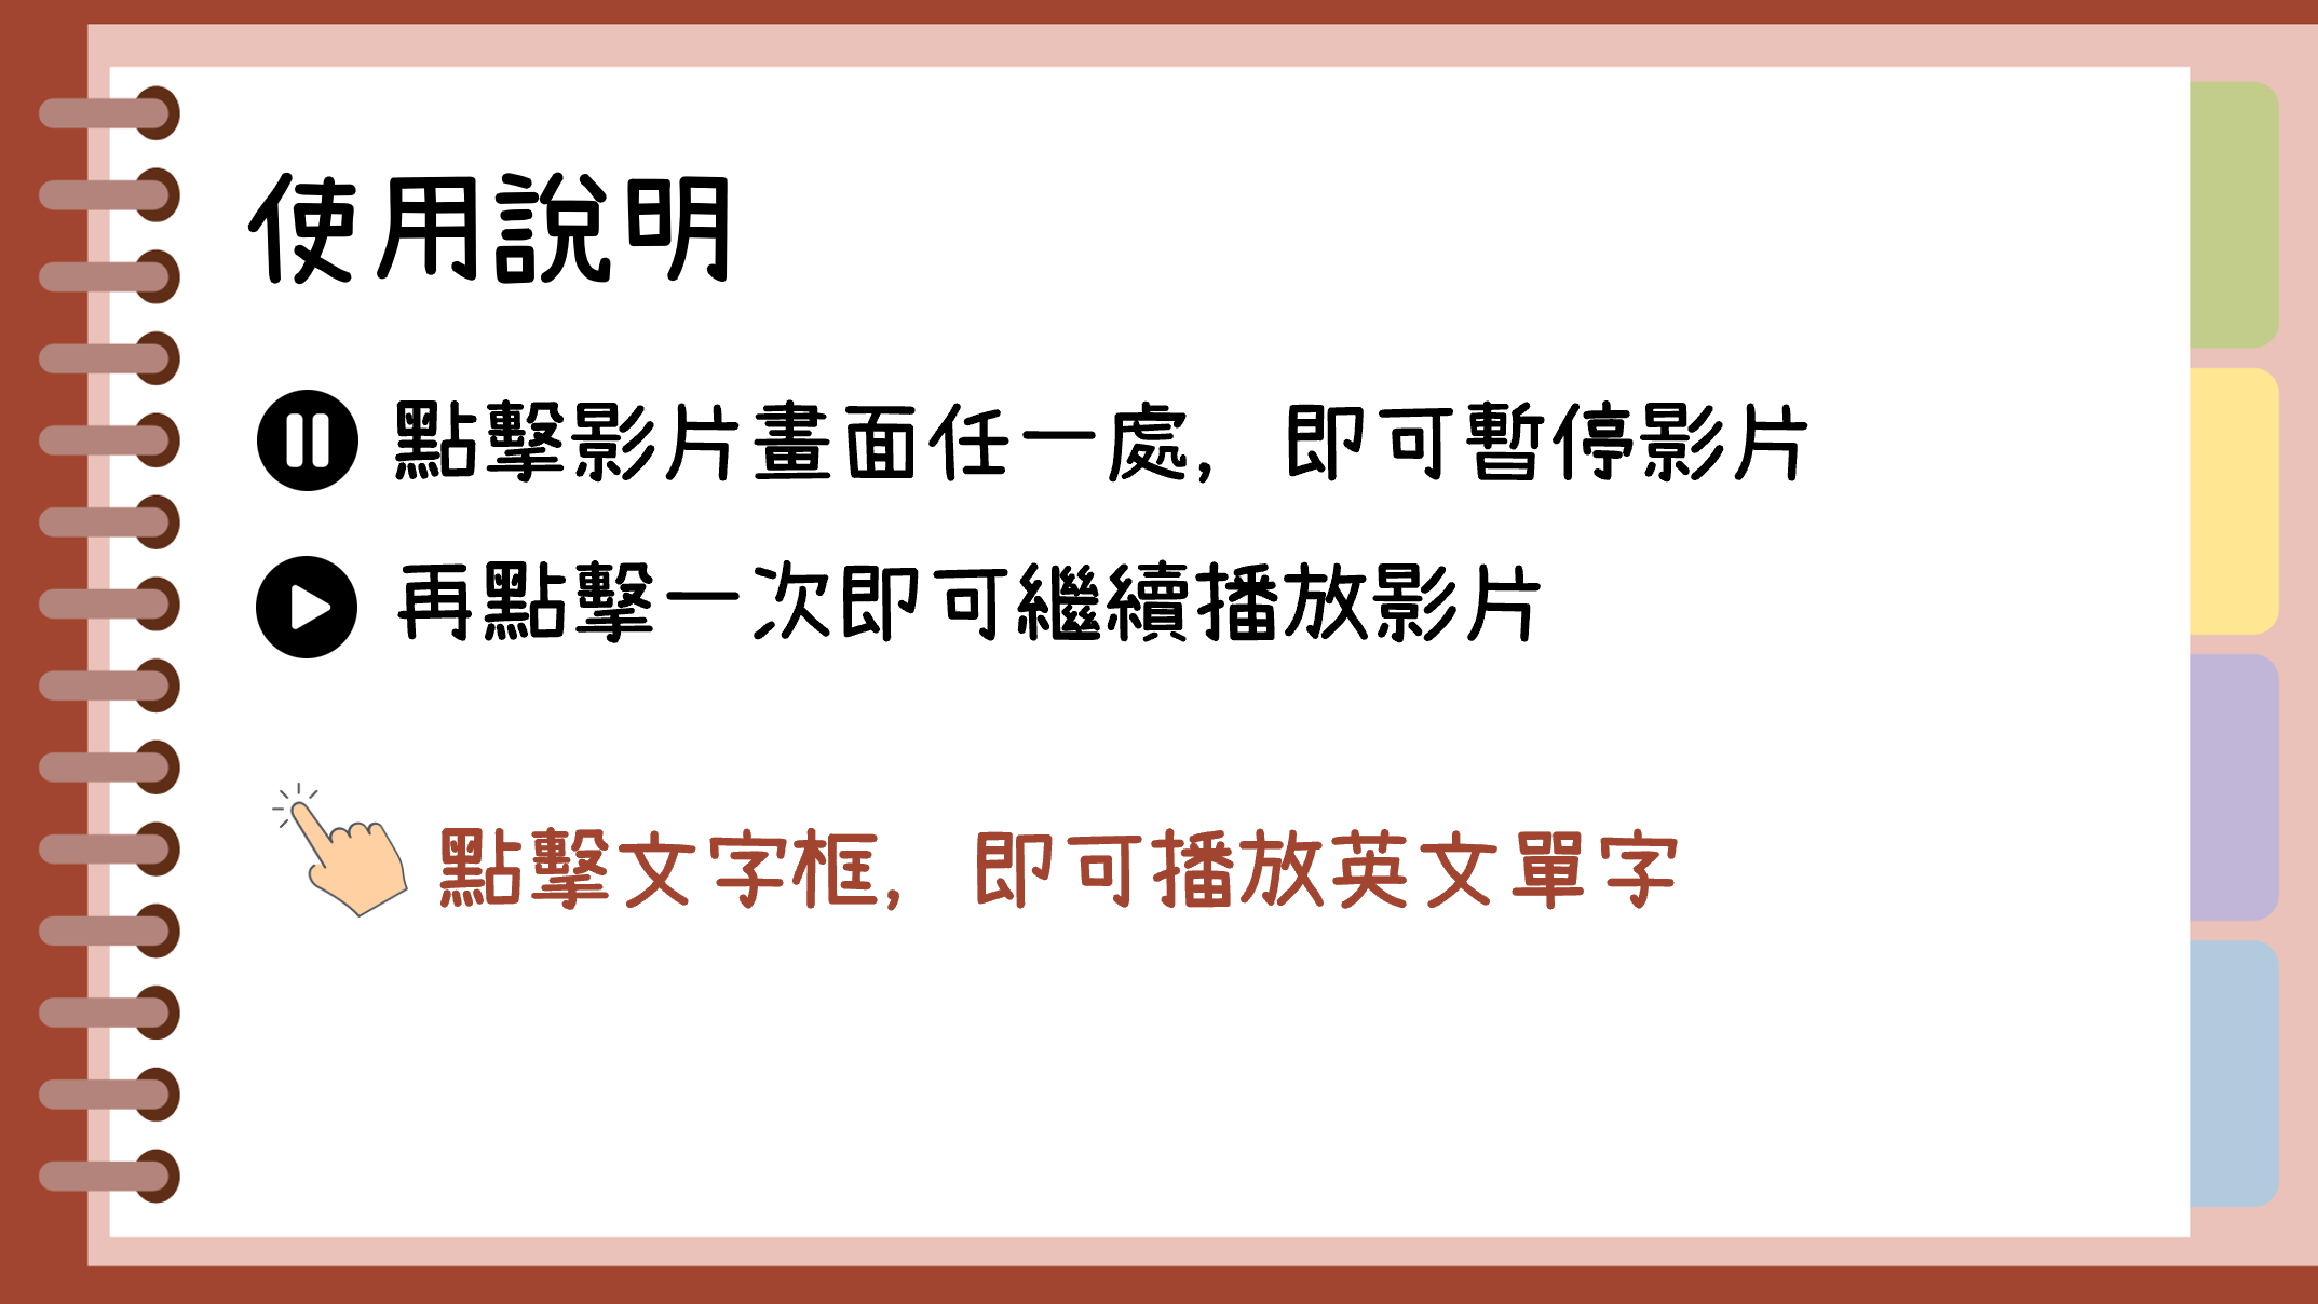 使用說明
點擊影片畫面任一處，即可暫停影片
再點擊一次即可繼續播放影片
點擊文字框，即可播放英文單字